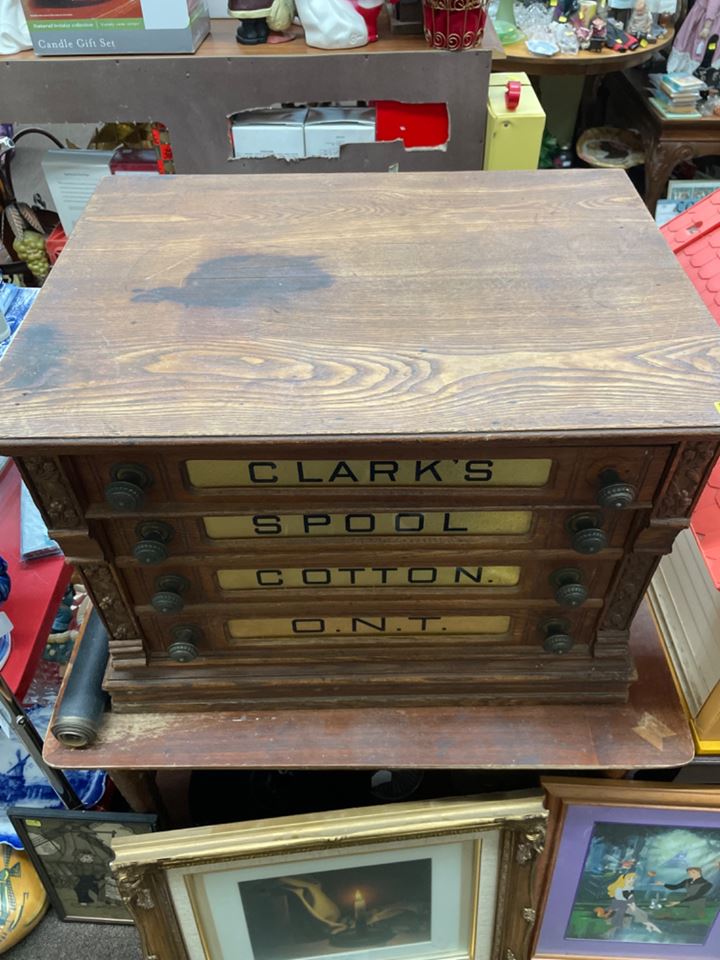 Candle Gift Set
CLARK'S
SPOOL
COTTON.
O.N.T.